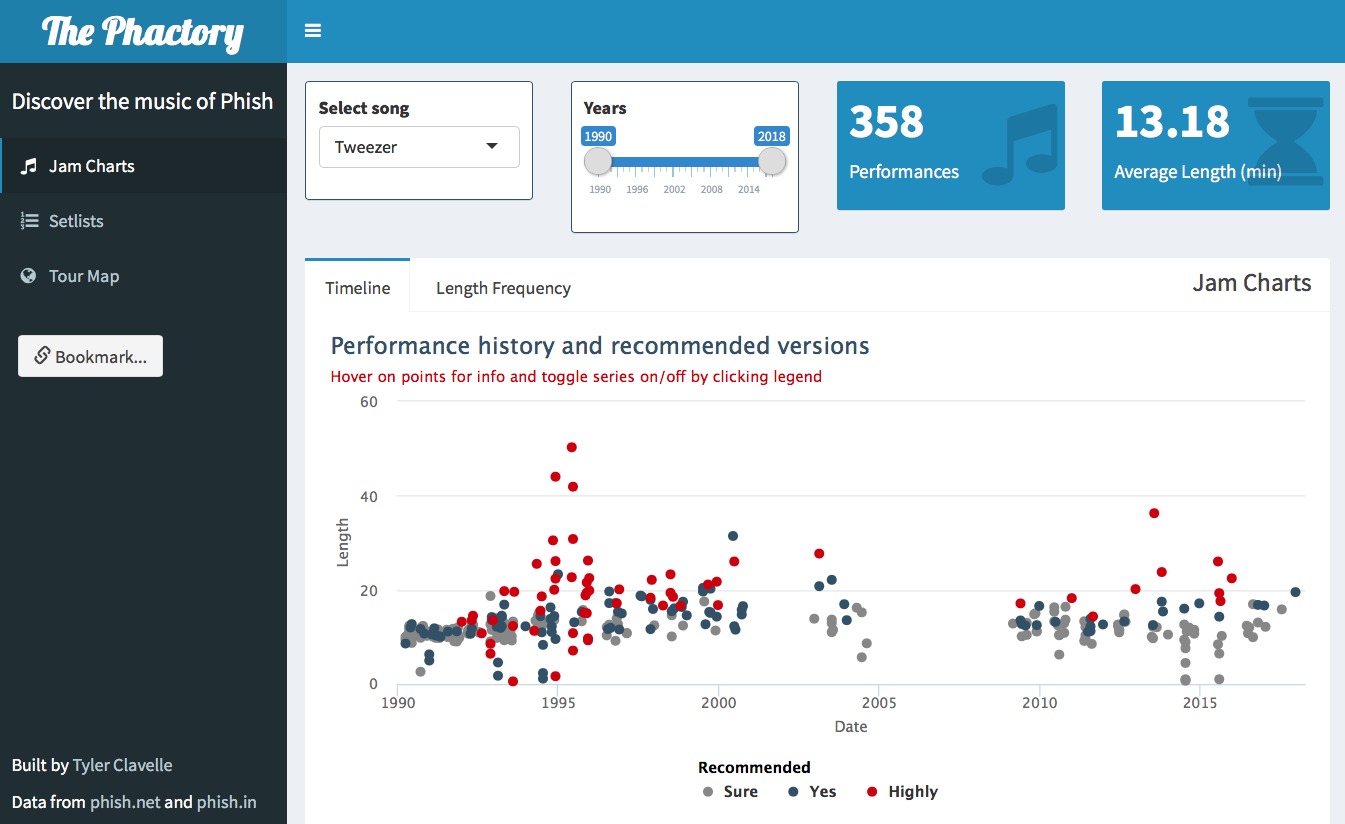 The Phactory
Discover the music of Phish
Jam Charts
Setlists
Tour Map
Bookmark...
Built by Tyler Clavelle
Data from phish.net and phish.in
Select song
Tweezer
Years
1990 2018
1990 1996 2002 2008 2014
358
Performances
13.18
Average Length (min)
Timeline
Length Frequency
Jam Charts
Performance history and recommended versions
Hover on points for info and toggle series on/off by clicking legend
60
40
20
0
Length
1990 1995 2000 2005 2010 2015
Date
Recommended
Sure Yes Highly